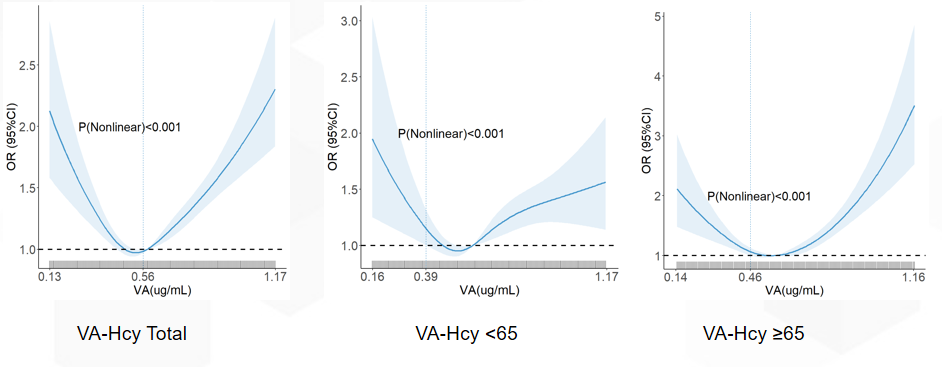 OR (95%CI)
2.5
2.0
1.5
1.0
P(Nonlinear)<0.001
0.13
0.56
1.17
VA(ug/mL)
VA-Hcy Total
OR (95%CI)
3.0
2.5
2.0
1.5
1.0
P(Nonlinear)<0.001
0.16
0.39
1.17
VA(ug/mL)
VA-Hcy <65
OR (95%CI)
5
4
3
2
1
P(Nonlinear)<0.001
0.14
0.46
1.16
VA(ug/mL)
VA-Hcy ≥65